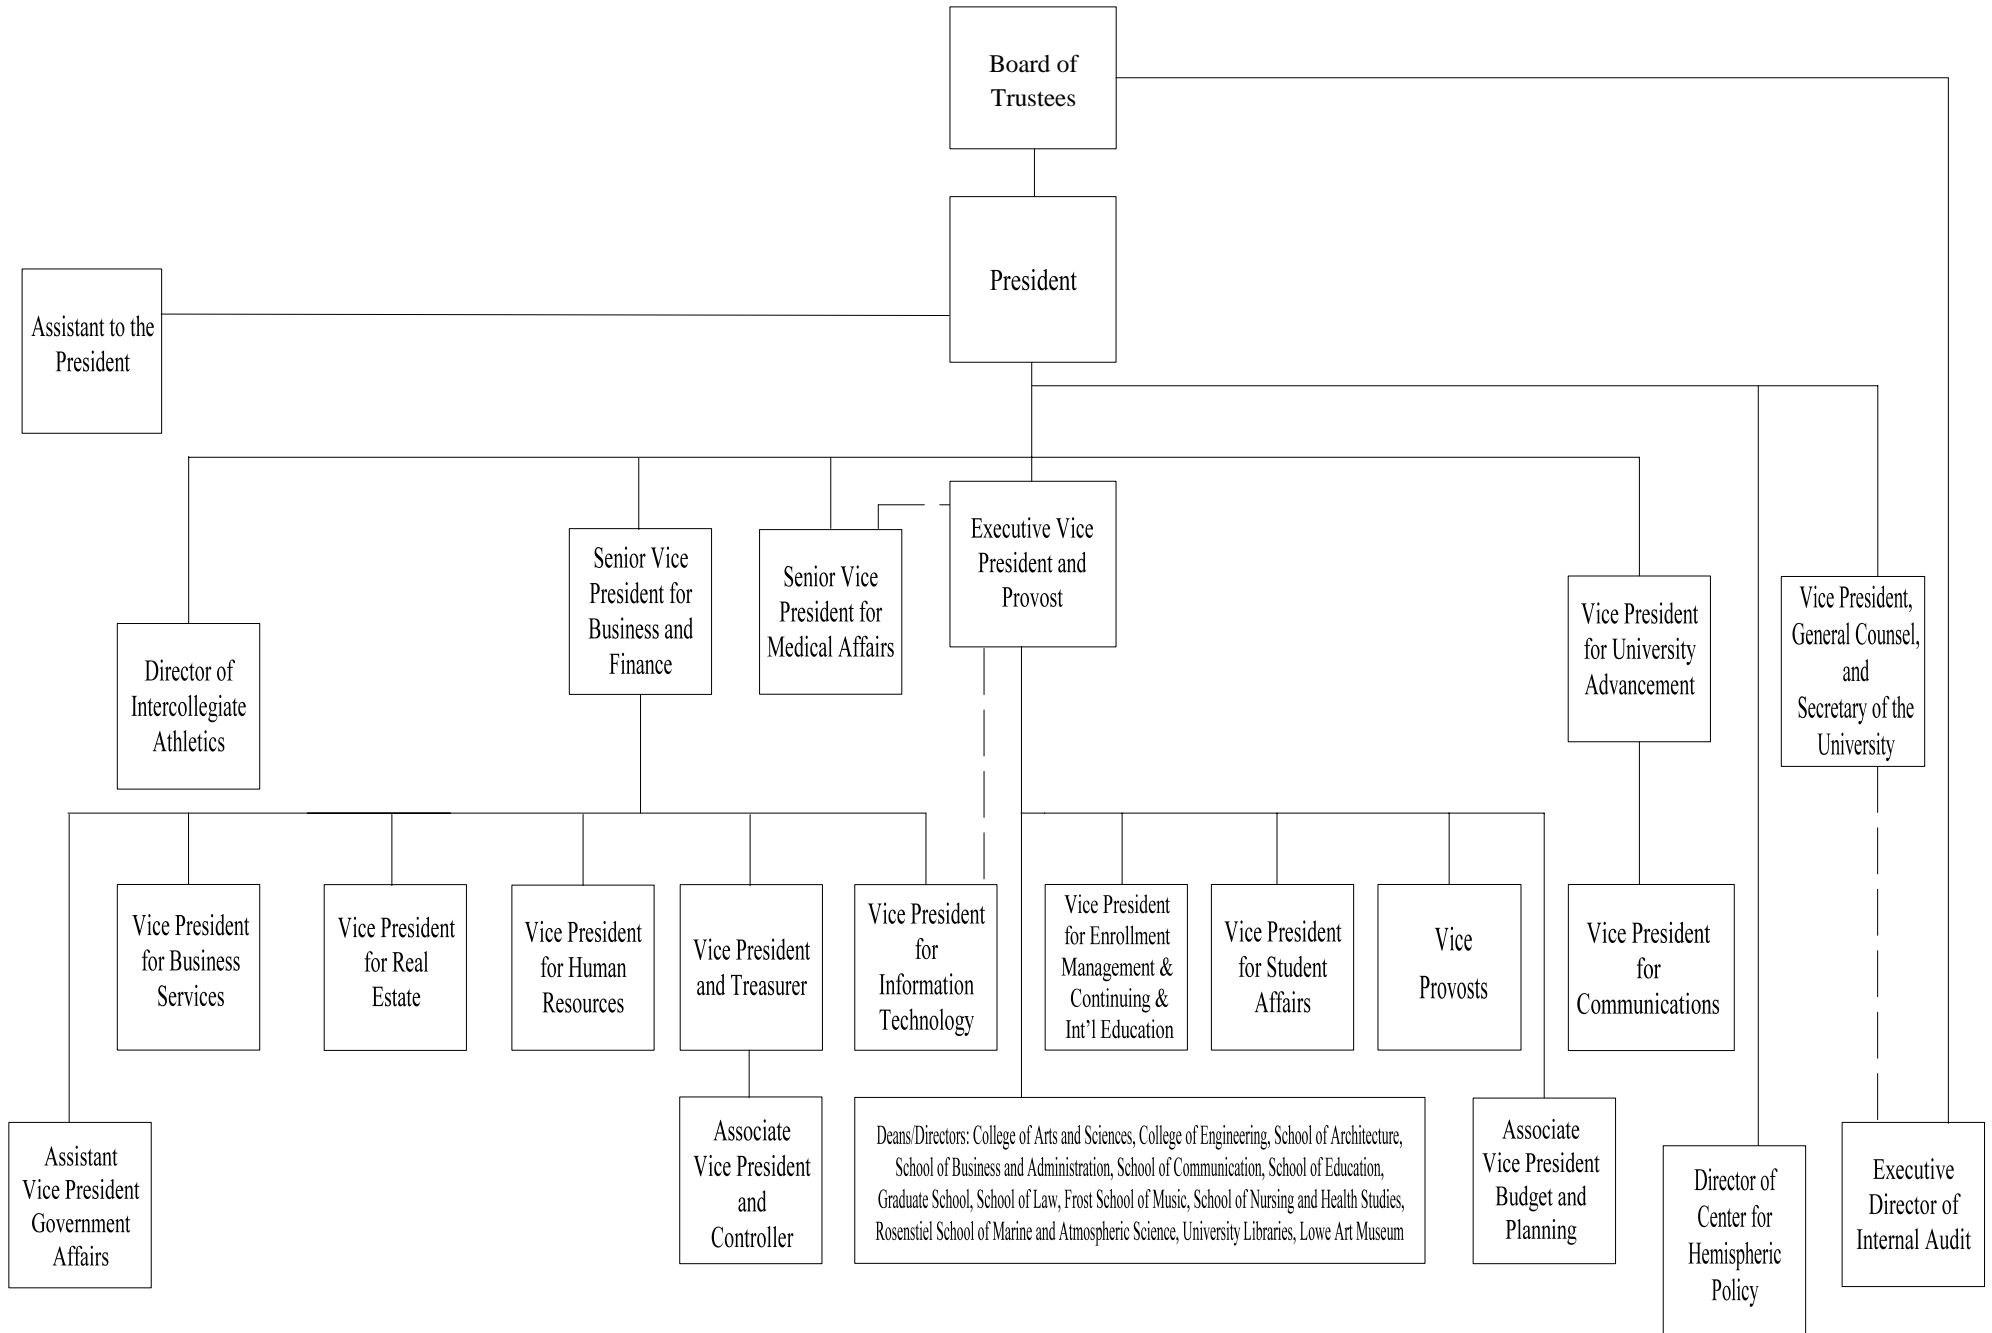 Board of
Trustees
President
Assistant to the
President
Executive Vice
President and
Provost
Senior Vice
President for
Business and
Finance
Senior Vice
President for
Medical Affairs
Vice President
for University
Advancement
Vice President,
General Counsel,
and
Secretary of the
University
Director of
Intercollegiate
Athletics
Vice President
for Business
Services
Vice President
for Real
Estate
Vice President
for Human
Resources
Vice President
and Treasurer
Vice President
for
Information
Technology
Vice President
for Enrollment
Management &
Continuing &
Int’l Education
Vice President
for Student
Affairs
Vice
Provosts
Vice President
for
Communications
Assistant
Vice President
Government
Affairs
Associate
Vice President
and
Controller
Deans/Directors: College of Arts and Sciences, College of Engineering, School of Architecture,
School of Business and Administration, School of Communication, School of Education,
Graduate School, School of Law, Frost School of Music, School of Nursing and Health Studies,
Rosenstiel School of Marine and Atmospheric Science, University Libraries, Lowe Art Museum
Associate
Vice President
Budget and
Planning
Director of
Center for
Hemispheric
Policy
Executive
Director of
Internal Audit